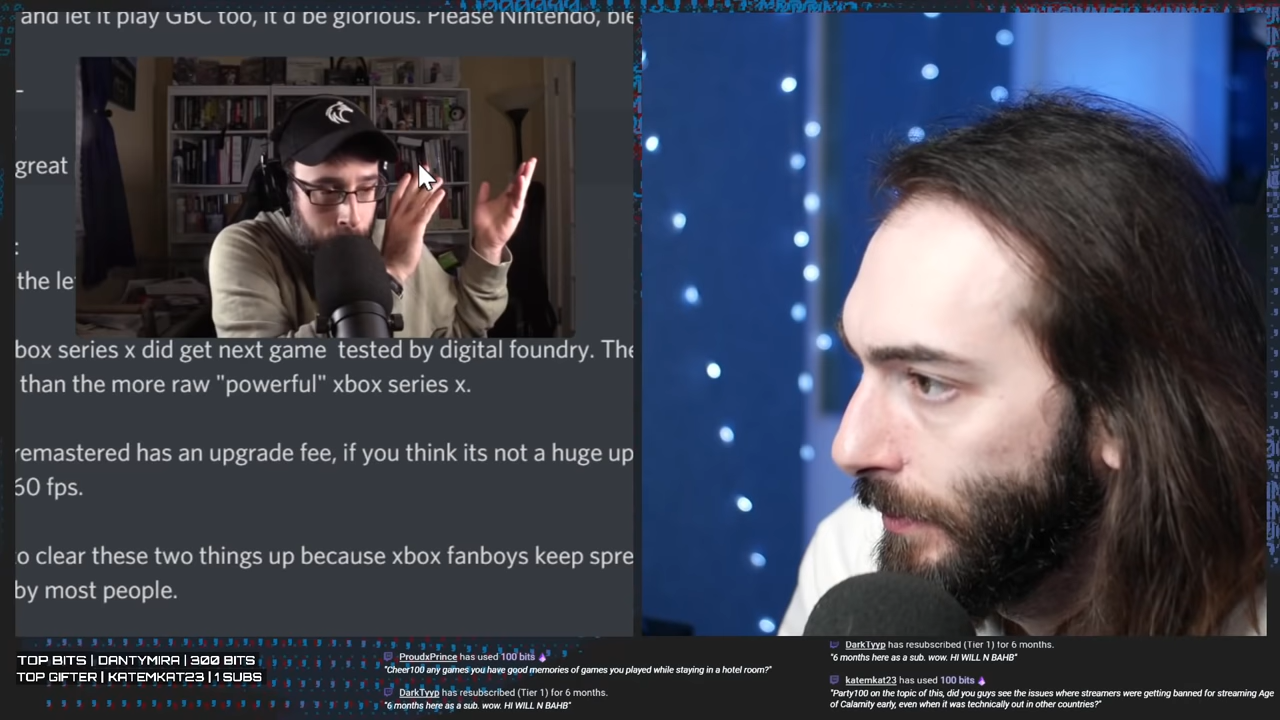 and let it play GBC too, it'd be glorious. Please Nintendo, ble
great
the le
box series x did get next game tested by digital foundry. The
than the more raw "powerful" xbox series x.
remastered has an upgrade fee, if you think its not a huge up
60 fps.
o clear these two things up because xbox fanboys keep spre
by most people.
TOP BITS | DANTYMIRA | 300 BITS
TOP GIFTER | KATEMKAT23 | 1 SUBS
ProudxPrince has used 100 bits
"Cheer100 any games you have good memories of games you played while staying in a hotel room?"
DarkTyyp has resubscribed (Tier 1) for 6 months.
"6 months here as a sub. wow. HI WILL N BAHB"
DarkTyyp has resubscribed (Tier 1) for 6 months.
"6 months here as a sub. wow. HI WILL N BAHB"
katemkat23 has used 100 bits
"Party100 on the topic of this, did you guys see the issues where streamers were getting banned for streaming Age
of Calamity early, even when it was technically out in other countries?"